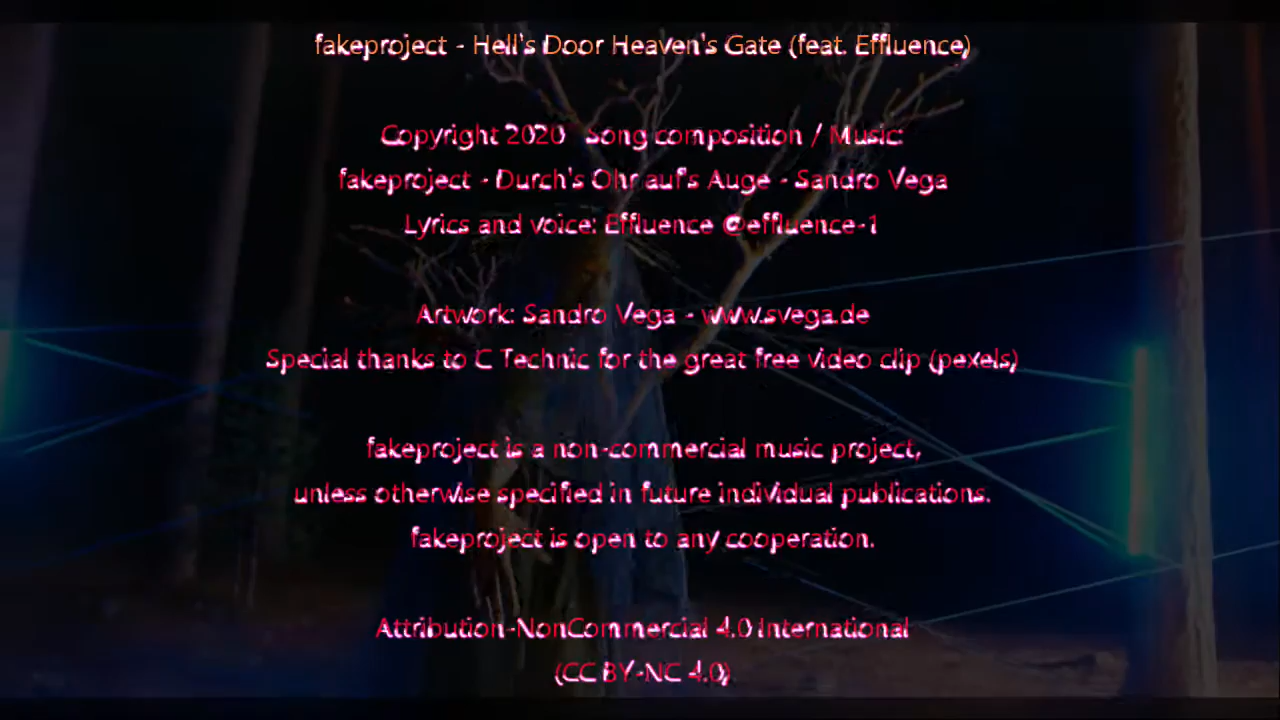 fakeproject - Hell's Door Heaven's Gate (feat. Effluence)
Copyright 2020 Song composition / Music:
fakeproject - Durch's Ohr auf's Auge - Sandro Vega
Lyrics and voice: Effluence @effluence-1
Artwork: Sandro Vega - www.svega.de
Special thanks to C Technic for the great free video clip (pexels)
fakeproject is a non-commercial music project,
unless otherwise specified in future individual publications.
fakeproject is open to any cooperation.
Attribution-NonCommercial 4.0 International
(CC BY-NC 4.0)